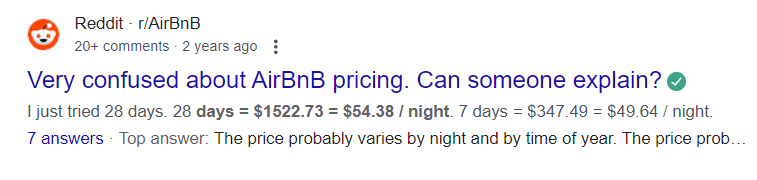 Reddit · r/AirBnB
20+ comments · 2 years ago
Very confused about AirBnB pricing. Can someone explain?
I just tried 28 days. 28 days = $1522.73 = $54.38 / night. 7 days = $347.49 = $49.64 / night.
7 answers · Top answer: The price probably varies by night and by time of year. The price prob…